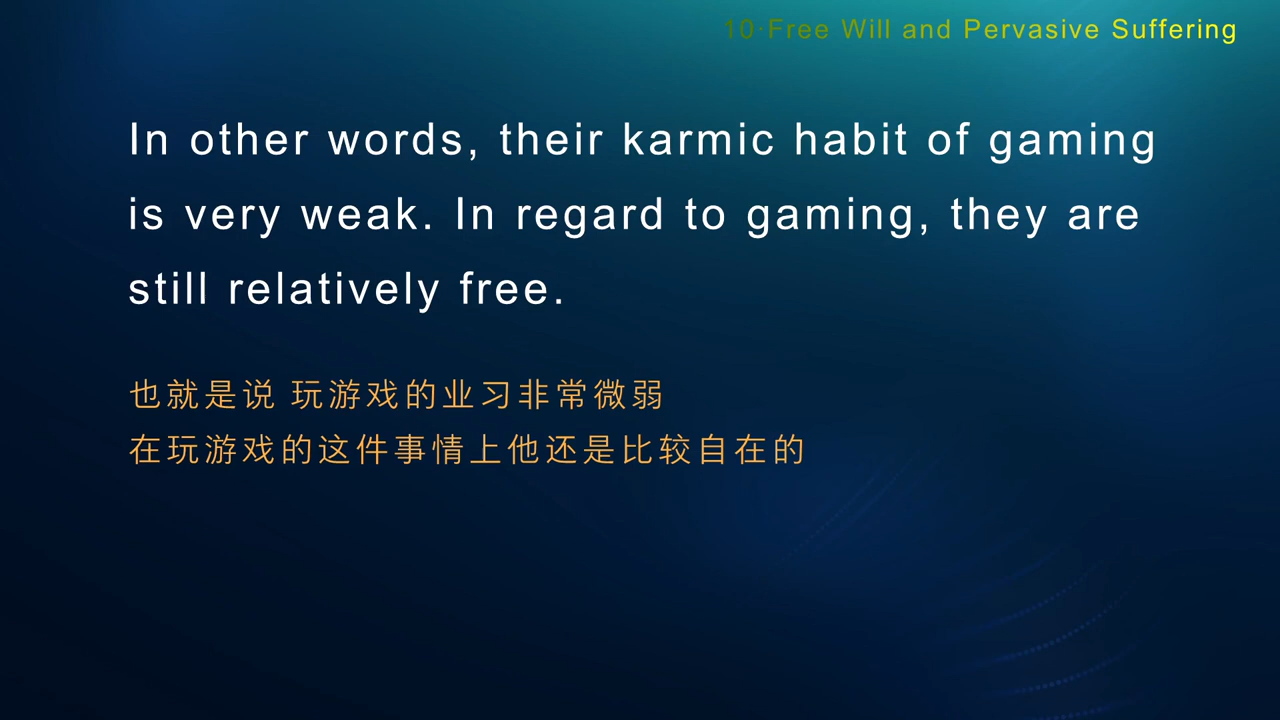 10·Free Will and Pervasive Suffering
In other words, their karmic habit of gaming
is very weak. In regard to gaming, they are
still relatively free.
也就是说 玩游戏的业习非常微弱
在玩游戏的这件事情上他还是比较自在的